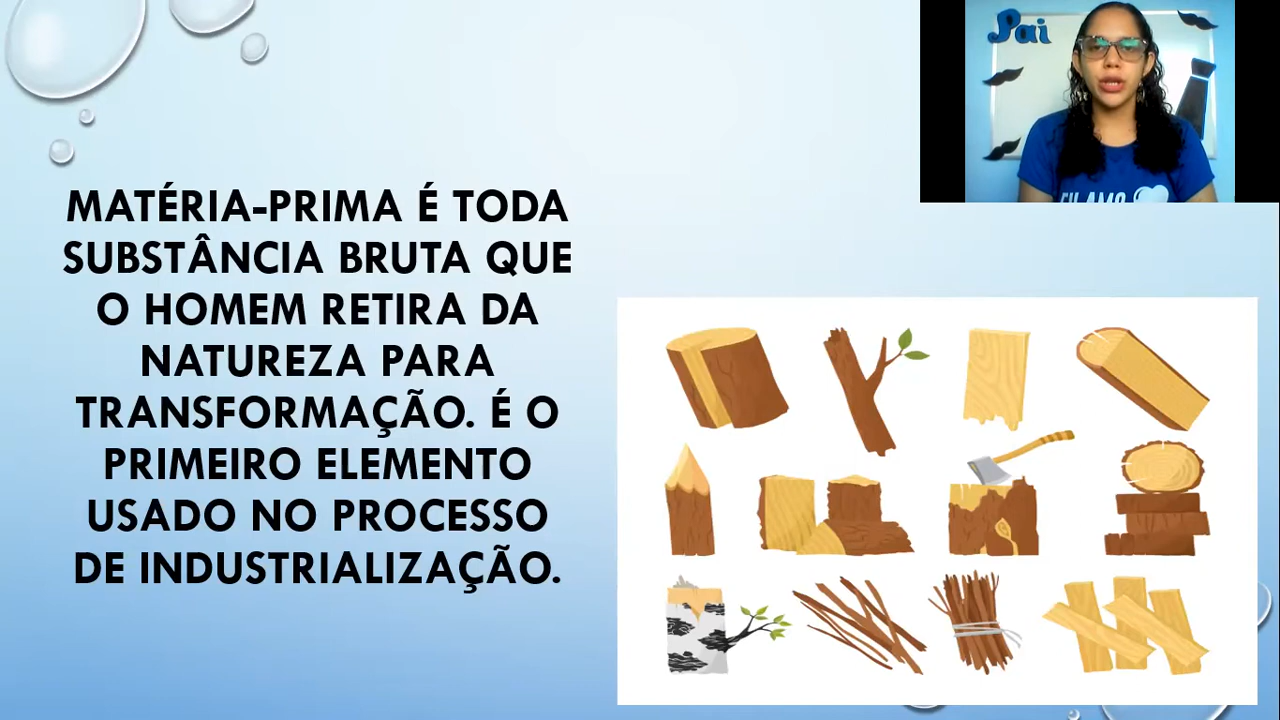 Pai
MATÉRIA-PRIMA É TODA
SUBSTÂNCIA BRUTA QUE
O HOMEM RETIRA DA
NATUREZA PARA
TRANSFORMAÇÃO. É O
PRIMEIRO ELEMENTO
USADO NO PROCESSO
DE INDUSTRIALIZAÇÃO.